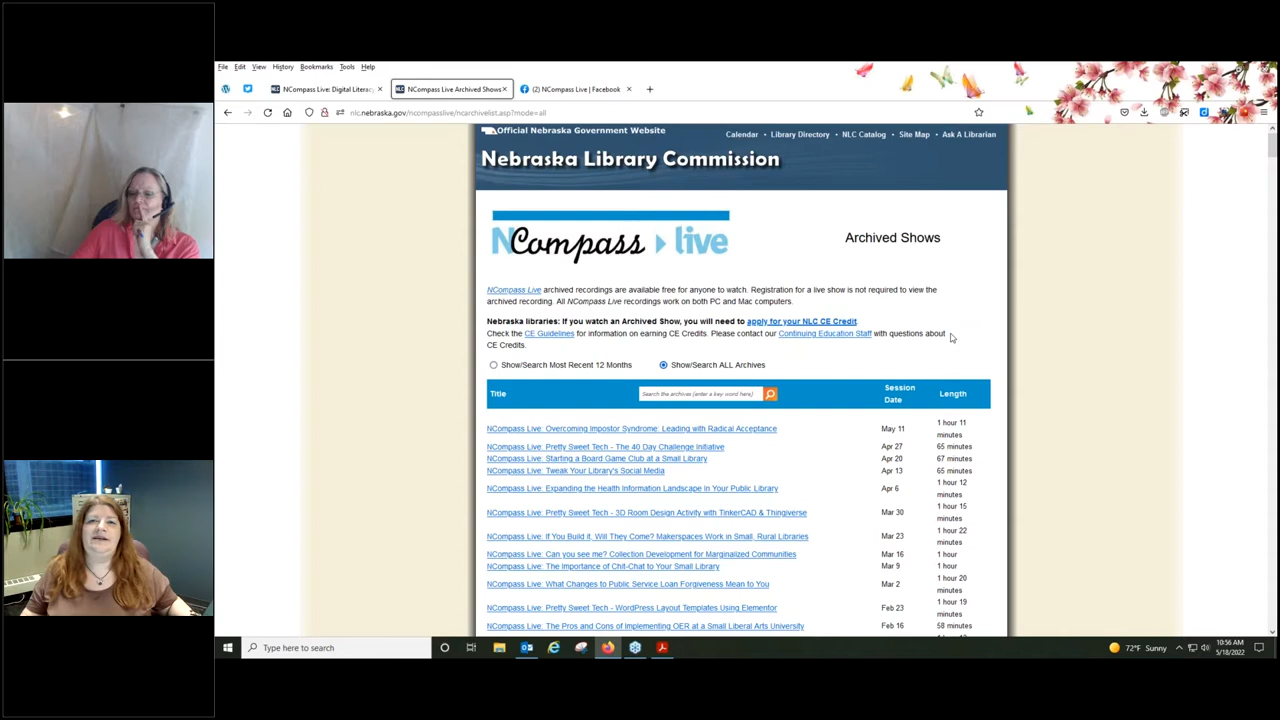 File Edit View History Bookmarks Tools Help
NCompass Live: Digital Literacy
NCompass Live Archived Shows
(2) NCompass Live | Facebook
nlc.nebraska.gov/ncompasslive/ncarchivelist.asp?mode=all
Official Nebraska Government Website
Calendar • Library Directory • NLC Catalog • Site Map • Ask A Librarian
Nebraska Library Commission
NCompass live
Archived Shows
NCompass Live archived recordings are available free for anyone to watch. Registration for a live show is not required to view the
archived recording. All NCompass Live recordings work on both PC and Mac computers.
Nebraska libraries: If you watch an Archived Show, you will need to apply for your NLC CE Credit.
Check the CE Guidelines for information on earning CE Credits. Please contact our Continuing Education Staff with questions about
CE Credits.
Show/Search Most Recent 12 Months Show/Search ALL Archives
Title Search the archives (enter a key word here) Session Date Length
NCompass Live: Overcoming Impostor Syndrome: Leading with Radical Acceptance May 11 1 hour 11 minutes
NCompass Live: Pretty Sweet Tech - The 40 Day Challenge Initiative Apr 27 65 minutes
NCompass Live: Starting a Board Game Club at a Small Library Apr 20 67 minutes
NCompass Live: Tweak Your Library's Social Media Apr 13 65 minutes
NCompass Live: Expanding the Health Information Landscape In Your Public Library Apr 6 1 hour 12 minutes
NCompass Live: Pretty Sweet Tech - 3D Room Design Activity with TinkerCAD & Thingiverse Mar 30 1 hour 15 minutes
NCompass Live: If You Build it, Will They Come? Makerspaces Work in Small, Rural Libraries Mar 23 1 hour 22 minutes
NCompass Live: Can you see me? Collection Development for Marginalized Communities Mar 16 1 hour
NCompass Live: The Importance of Chit-Chat to Your Small Library Mar 9 1 hour
NCompass Live: What Changes to Public Service Loan Forgiveness Mean to You Mar 2 1 hour 20 minutes
NCompass Live: Pretty Sweet Tech - WordPress Layout Templates Using Elementor Feb 23 1 hour 19 minutes
NCompass Live: The Pros and Cons of Implementing OER at a Small Liberal Arts University Feb 16 58 minutes
Type here to search
72°F Sunny
10:56 AM
5/18/2022